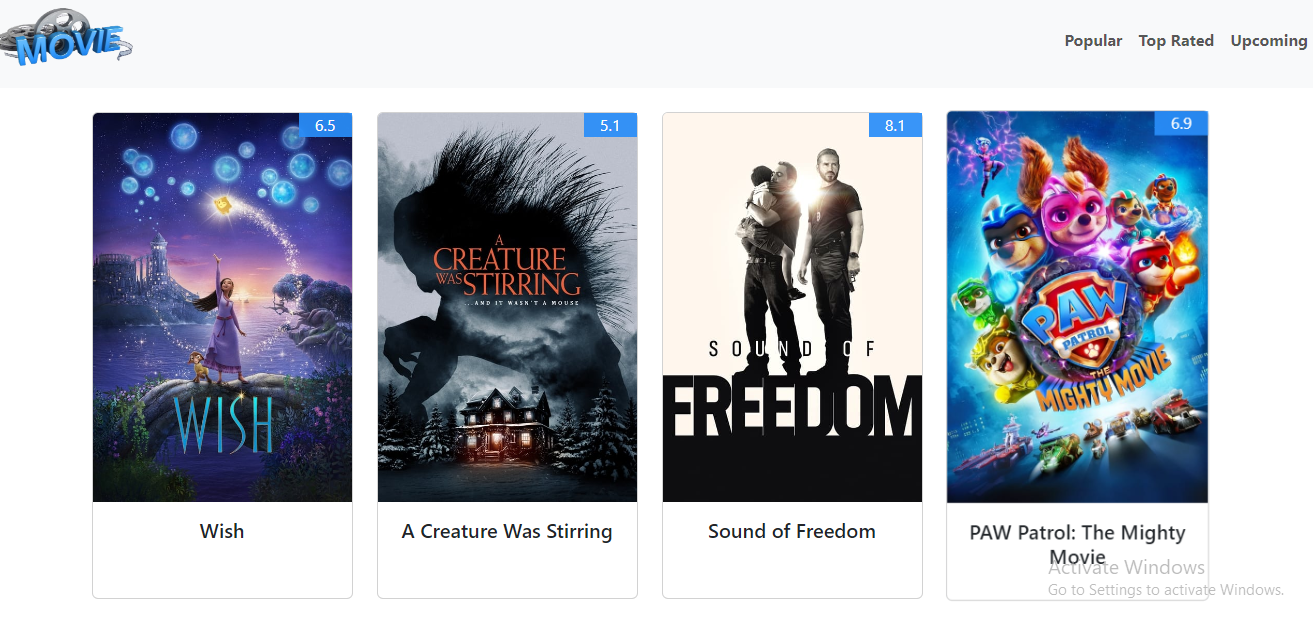 MOVIE
Popular Top Rated Upcoming
6.5
5.1
8.1
6.9
WISH
A
CREATURE
WAS STIRRING
...AND IT WASN'T A MOUSE
SOUND OF
FREEDOM
PAW
PATROL
THE
MIGHTY MOVIE
Wish
A Creature Was Stirring
Sound of Freedom
PAW Patrol: The Mighty
Movie
Activate Windows
Go to Settings to activate Windows.